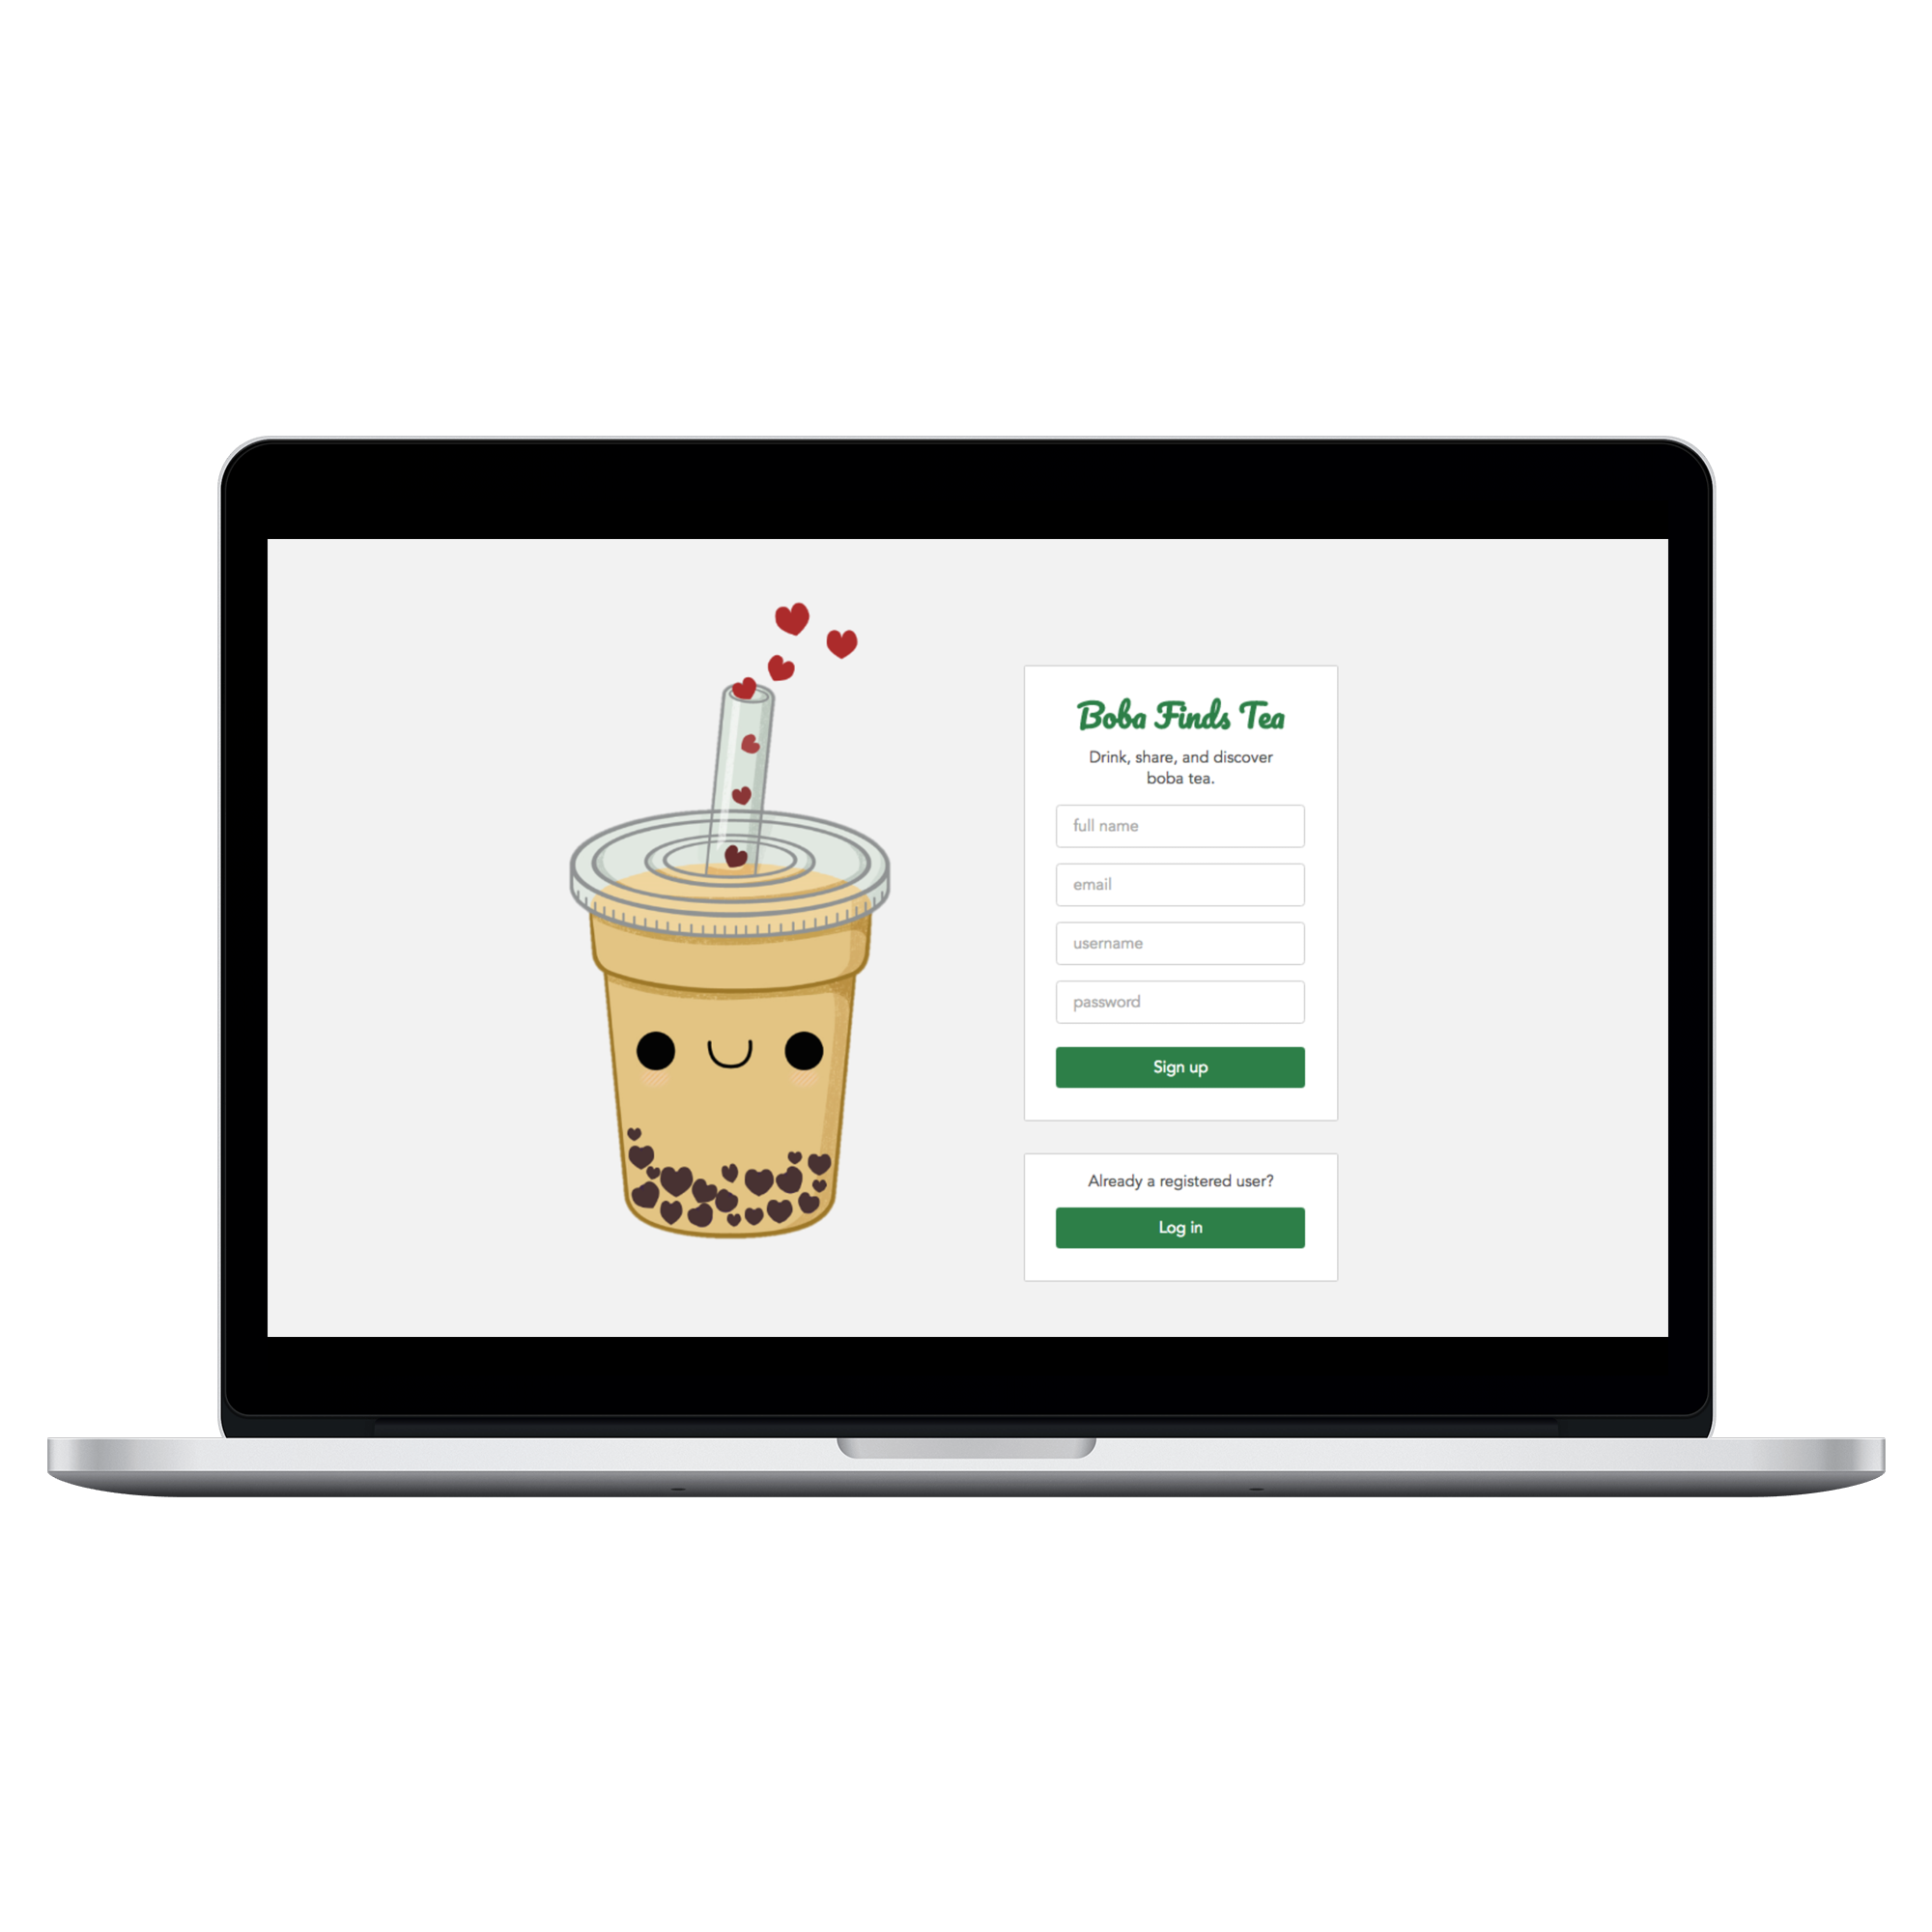 Boba Finds Tea
Drink, share, and discover
boba tea.
full name
email
username
password
Sign up
Already a registered user?
Log in